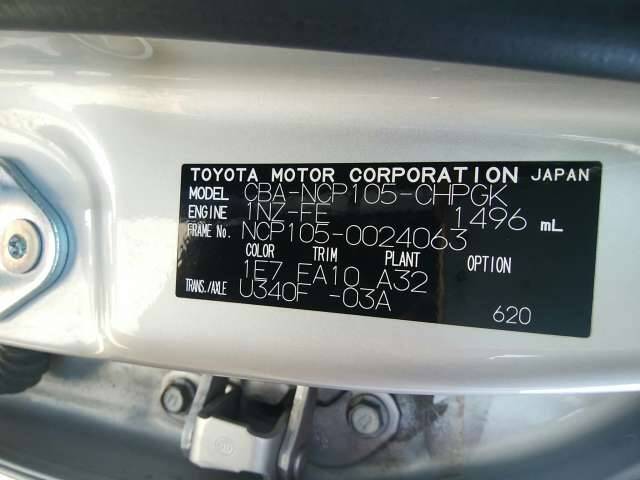 TOYOTA MOTOR CORPORATION JAPAN
MODEL CBA-NCP105-CHPGK
ENGINE 1NZ-FE 1496 mL
FRAME No. NCP105-0024063
COLOR TRIM PLANT OPTION
1E7 FA10 A32
TRANS./AXLE U340F -03A
620